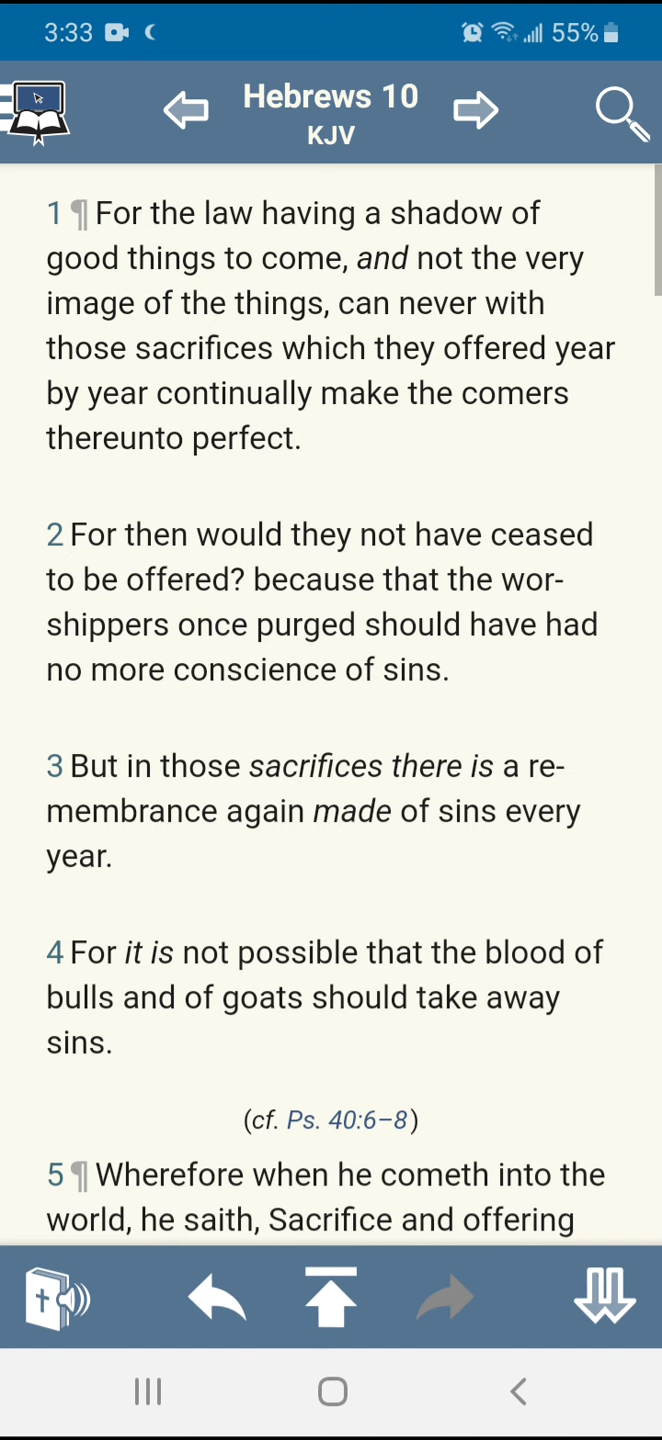 3:33
55%
Hebrews 10
KJV
1 ¶ For the law having a shadow of
good things to come, and not the very
image of the things, can never with
those sacrifices which they offered year
by year continually make the comers
thereunto perfect.
2 For then would they not have ceased
to be offered? because that the wor-
shippers once purged should have had
no more conscience of sins.
3 But in those sacrifices there is a re-
membrance again made of sins every
year.
4 For it is not possible that the blood of
bulls and of goats should take away
sins.
(cf. Ps. 40:6–8)
5 ¶ Wherefore when he cometh into the
world, he saith, Sacrifice and offering